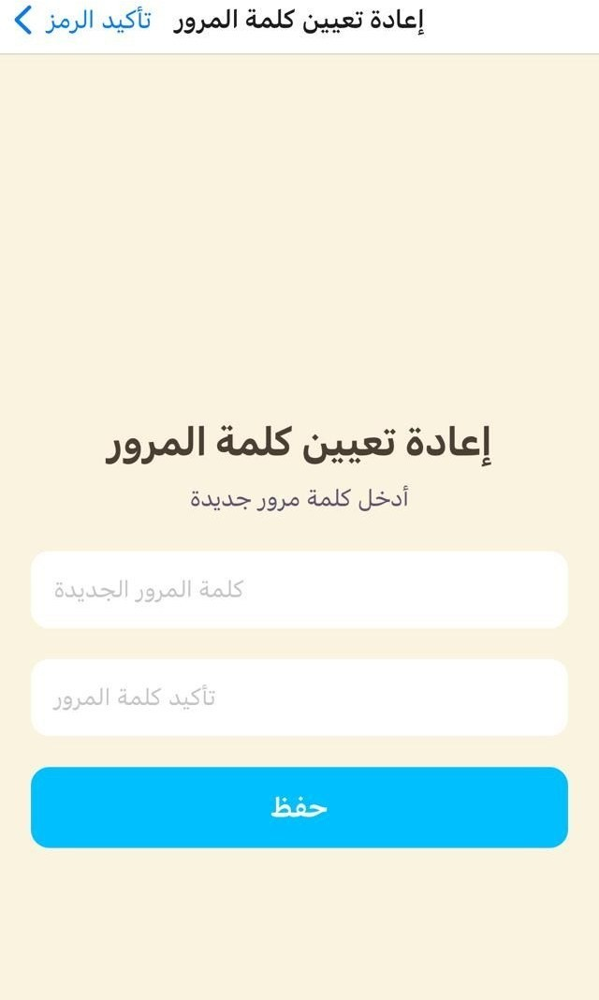 تأكيد الرمز
إعادة تعيين كلمة المرور
إعادة تعيين كلمة المرور
أدخل كلمة مرور جديدة
كلمة المرور الجديدة
تأكيد كلمة المرور
حفظ